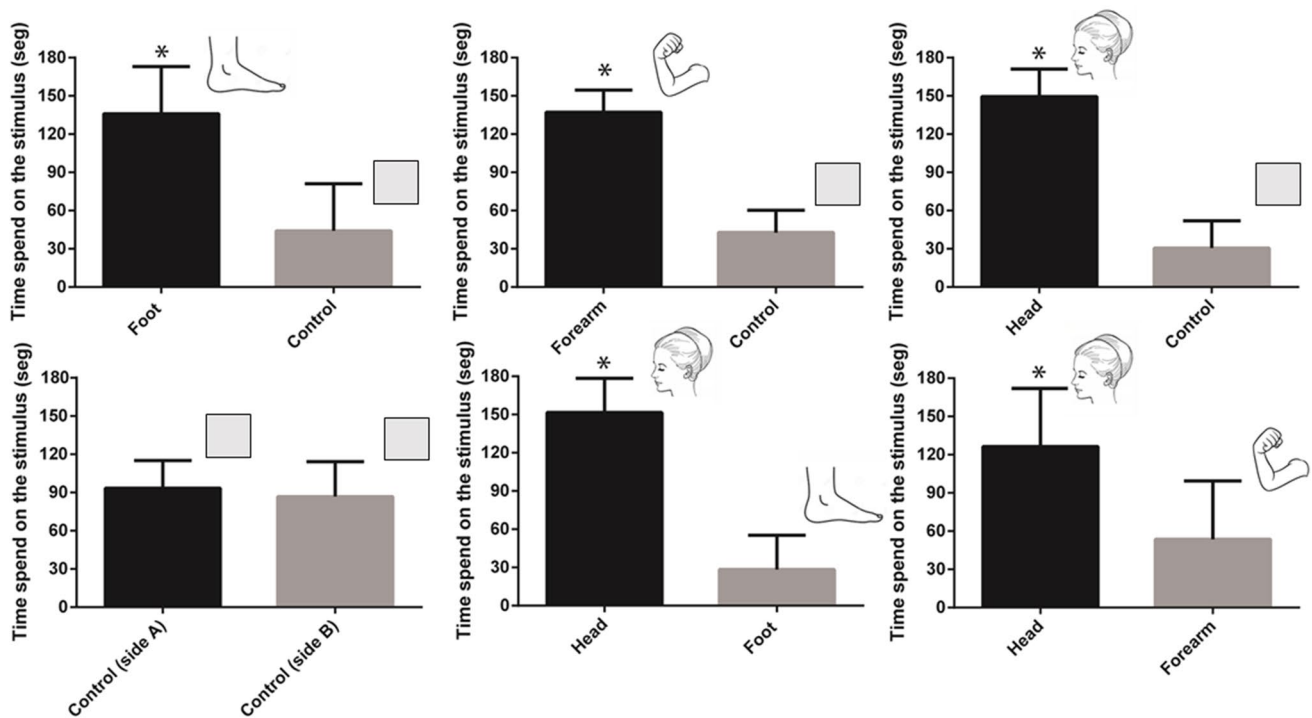 Time spend on the stimulus (seg)
180
150
120
90
60
30
0
*
Foot
Control
Time spend on the stimulus (seg)
180
150
120
90
60
30
0
*
Forearm
Control
Time spend on the stimulus (seg)
180
150
120
90
60
30
0
*
Head
Control
Time spend on the stimulus (seg)
180
150
120
90
60
30
0
Control (side A)
Control (side B)
Time spend on the stimulus (seg)
180
150
120
90
60
30
0
*
Head
Foot
Time spend on the stimulus (seg)
180
150
120
90
60
30
0
*
Head
Forearm